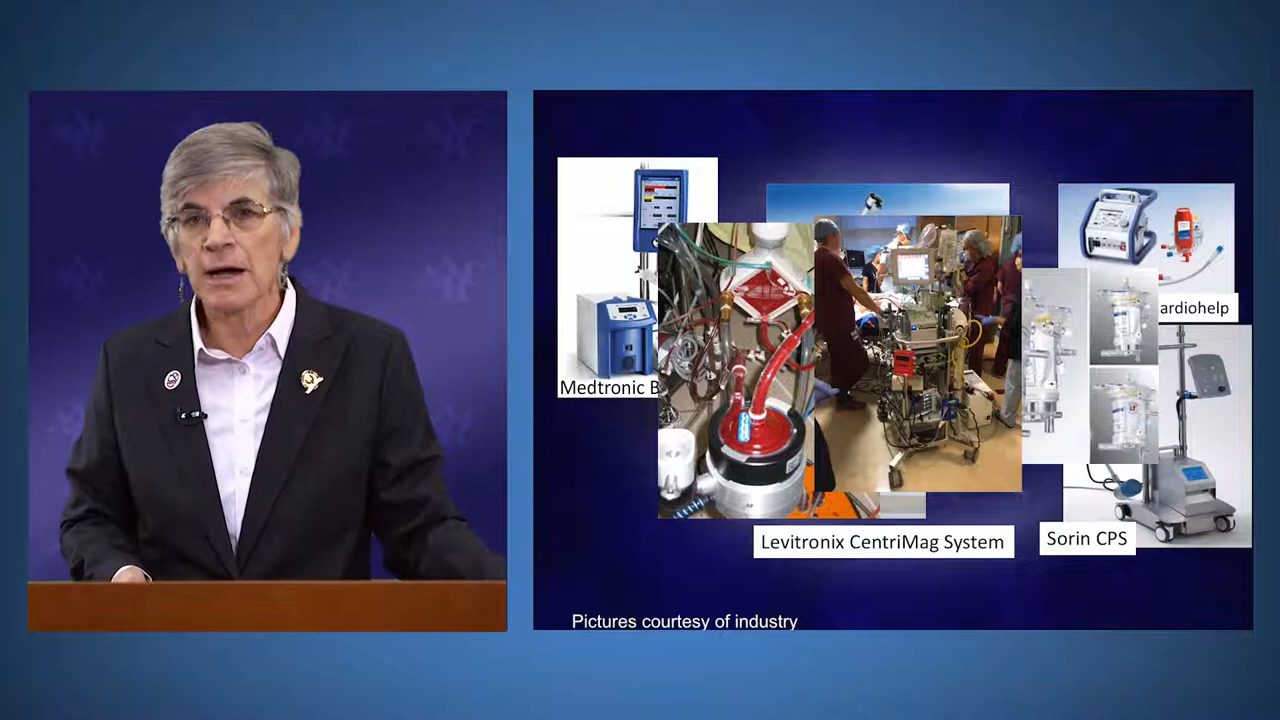 Medtronic B
ardiohelp
Levitronix CentriMag System
Sorin CPS
Pictures courtesy of industry